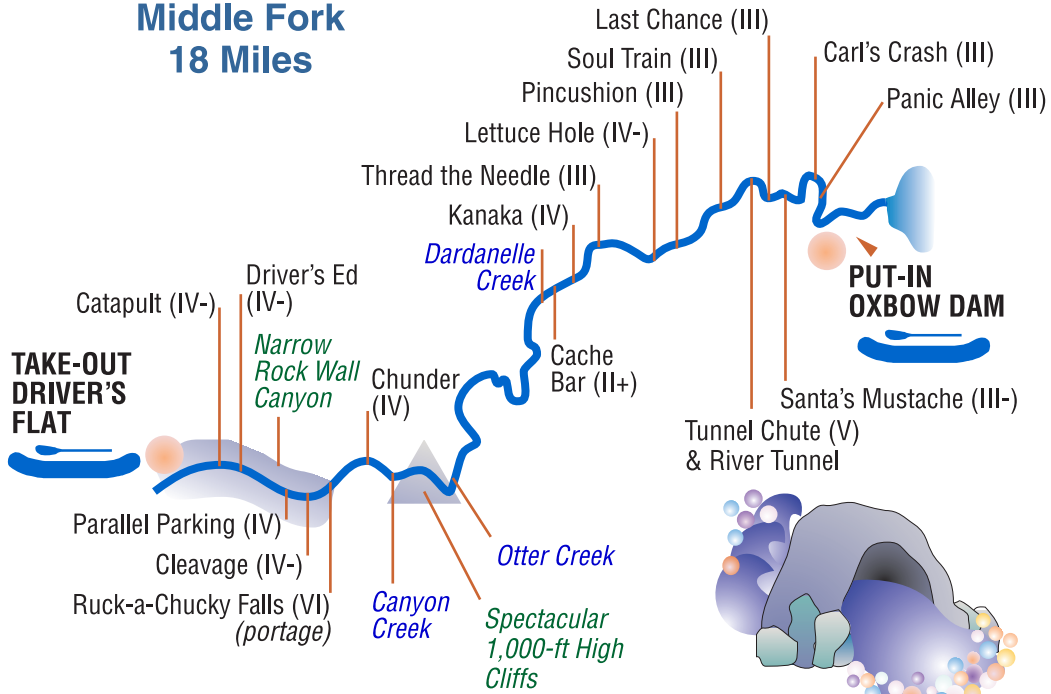 Middle Fork
18 Miles
Last Chance (III)
Soul Train (III)
Carl's Crash (III)
Pincushion (III)
Panic Alley (III)
Lettuce Hole (IV-)
Thread the Needle (III)
Kanaka (IV)
Dardanelle
Creek
PUT-IN
OXBOW DAM
Driver's Ed
(IV-)
Catapult (IV-)
Narrow
Rock Wall
Canyon
TAKE-OUT
DRIVER'S
FLAT
Chunder
(IV)
Cache
Bar (II+)
Santa's Mustache (III-)
Tunnel Chute (V)
& River Tunnel
Parallel Parking (IV)
Cleavage (IV-)
Ruck-a-Chucky Falls (VI)
(portage)
Otter Creek
Canyon
Creek
Spectacular
1,000-ft High
Cliffs